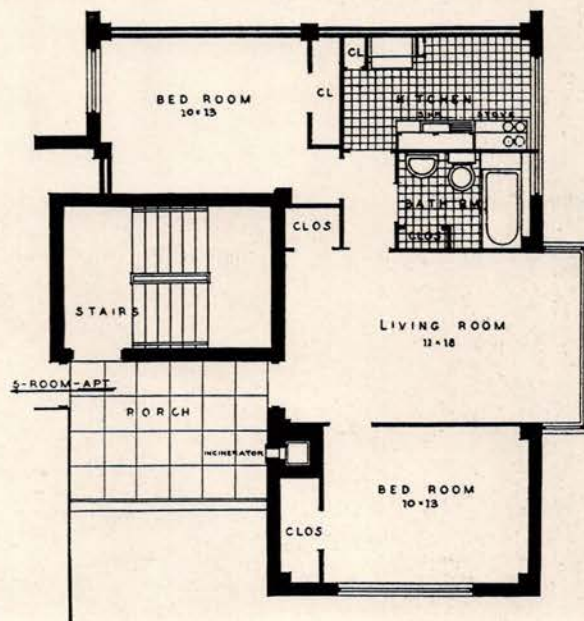 CL
CL
BED ROOM
10×13
KITCHEN
SINK
STOVE
BATH RM.
CLOS
CLOS
STAIRS
LIVING ROOM
11×18
5-ROOM-APT
PORCH
INCINERATOR
BED ROOM
10×13
CLOS